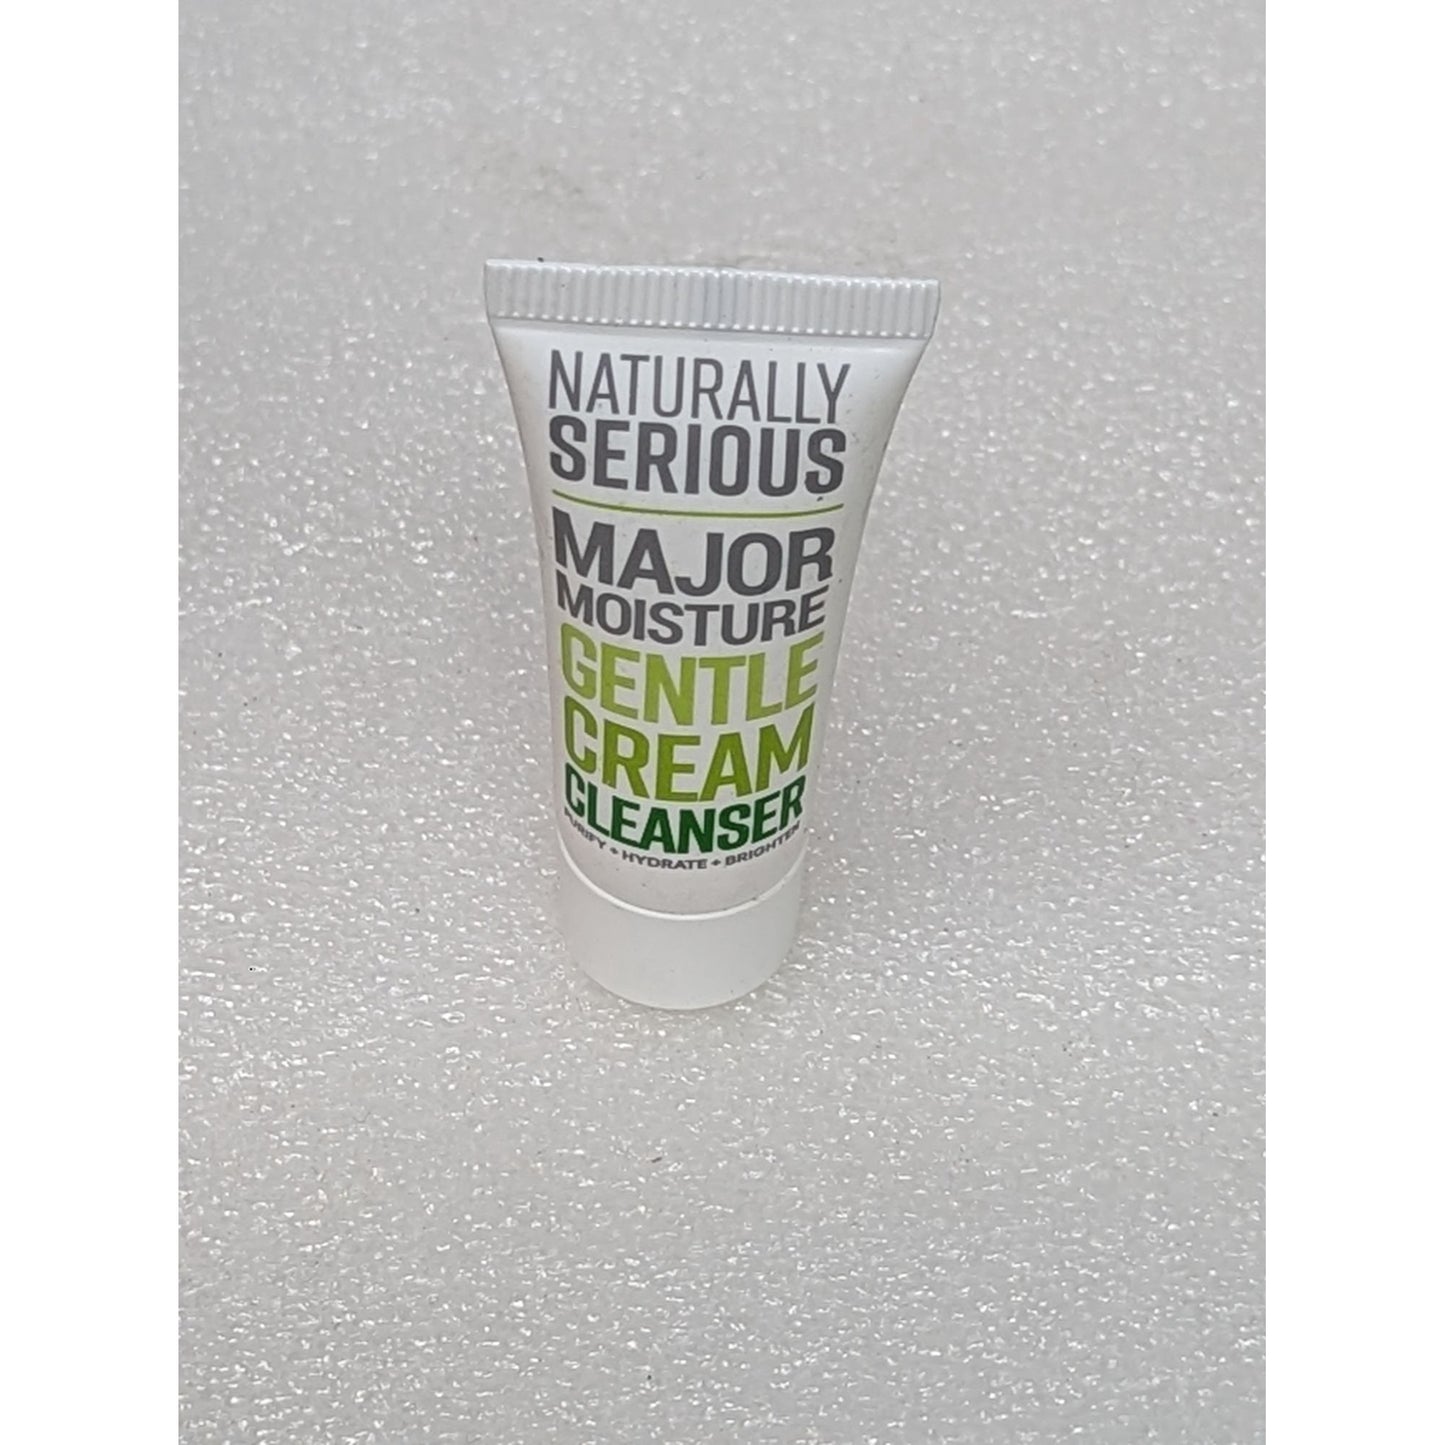 NATURALLY
SERIOUS
MAJOR
MOISTURE
GENTLE
CREAM
CLEANSER
PURIFY + HYDRATE + BRIGHTEN